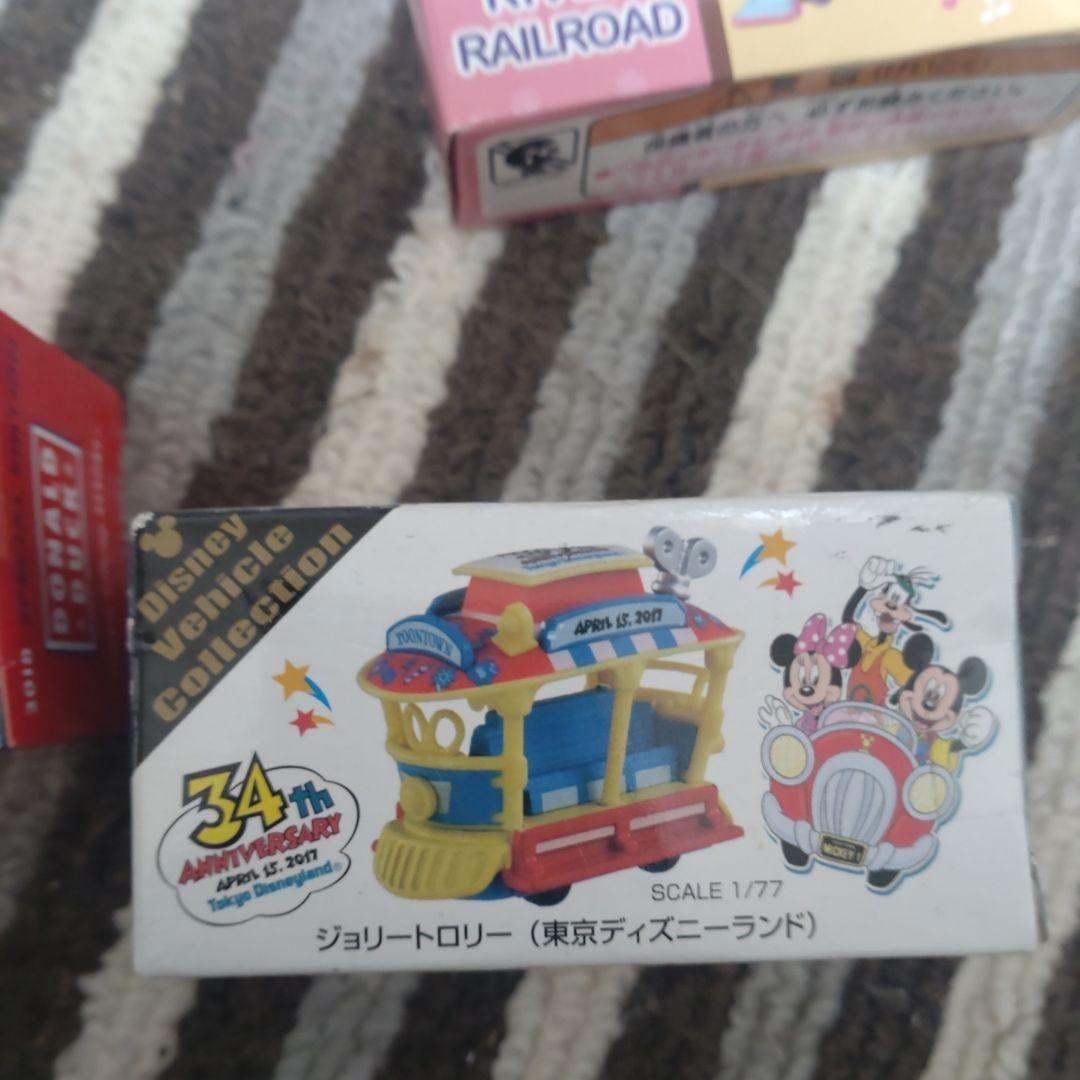 RAILROAD
DONALD
DUCK
2018
Disney
Vehicle
Collection
TOONTOWN
APRIL 15, 2017
34th
ANNIVERSARY
APRIL 15, 2017
Tokyo Disneyland®
MICKEY 1
SCALE 1/77
ジョリートロリー（東京ディズニーランド）